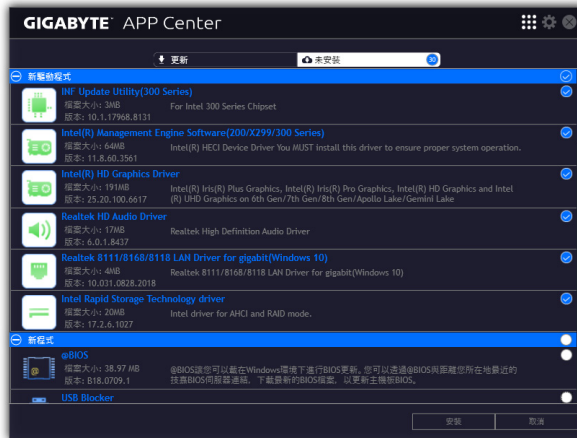 GIGABYTE™ APP Center
更新
未安裝 30
新驅動程式
INF Update Utility(300 Series)
檔案大小: 3MB
For Intel 300 Series Chipset
版本: 10.1.17968.8131
Intel(R) Management Engine Software(200/X299/300 Series)
檔案大小: 64MB
Intel(R) HECI Device Driver You MUST install this driver to ensure proper system operation.
版本: 11.8.60.3561
Intel(R) HD Graphics Driver
檔案大小: 191MB
Intel(R) Iris(R) Plus Graphics, Intel(R) Iris(R) Pro Graphics, Intel(R) HD Graphics and Intel
(R) UHD Graphics on 6th Gen/7th Gen/8th Gen/Apollo Lake/Gemini Lake
版本: 25.20.100.6617
Realtek HD Audio Driver
檔案大小: 17MB
Realtek High Definition Audio Driver
版本: 6.0.1.8437
Realtek 8111/8168/8118 LAN Driver for gigabit(Windows 10)
檔案大小: 4MB
Realtek 8111/8168/8118 LAN Driver for gigabit(Windows 10)
版本: 10.031.0828.2018
Intel Rapid Storage Technology driver
檔案大小: 20MB
Intel driver for AHCI and RAID mode.
版本: 17.2.6.1027
新程式
@BIOS
檔案大小: 38.97 MB
@BIOS讓您可以載在Windows環境下進行BIOS更新, 您可以透過@BIOS與距離您所在地最近的
技嘉BIOS伺服器連結, 下載最新的BIOS檔案, 以更新主機板BIOS。
版本: B18.0709.1
USB Blocker
安裝
取消